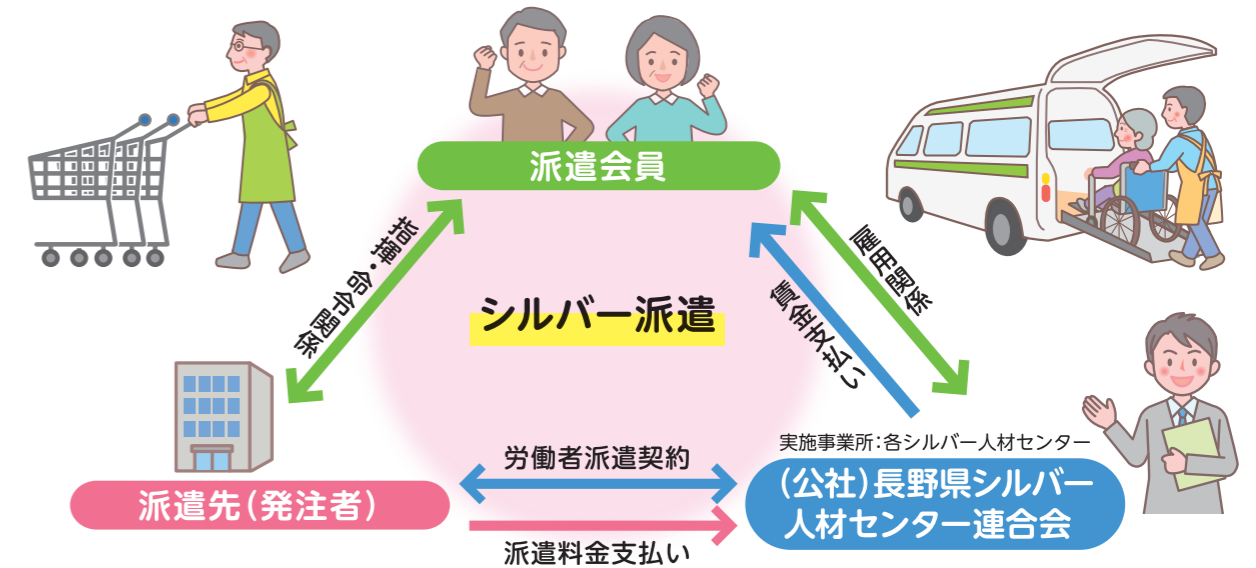 派遣会員
指揮・命令関係
雇用関係
賃金支払い
シルバー派遣
実施事業所：各シルバー人材センター
労働者派遣契約
派遣先（発注者）
（公社）長野県シルバー
人材センター連合会
派遣料金支払い